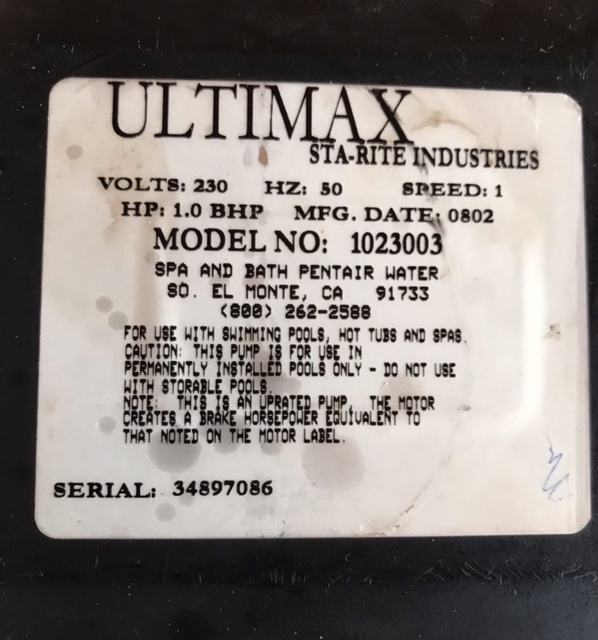 ULTIMAX
STA-RITE INDUSTRIES
VOLTS: 230 HZ: 50 SPEED: 1
HP: 1.0 BHP MFG. DATE: 0802
MODEL NO: 1023003
SPA AND BATH PENTAIR WATER
SO. EL MONTE, CA 91733
(800) 262-2588
FOR USE WITH SWIMMING POOLS, HOT TUBS AND SPAS.
CAUTION: THIS PUMP IS FOR USE IN
PERMANENTLY INSTALLED POOLS ONLY - DO NOT USE
WITH STORABLE POOLS.
NOTE: THIS IS AN UPRATED PUMP. THE MOTOR
CREATES A BRAKE HORSEPOWER EQUIVALENT TO
THAT NOTED ON THE MOTOR LABEL.
SERIAL: 34897086